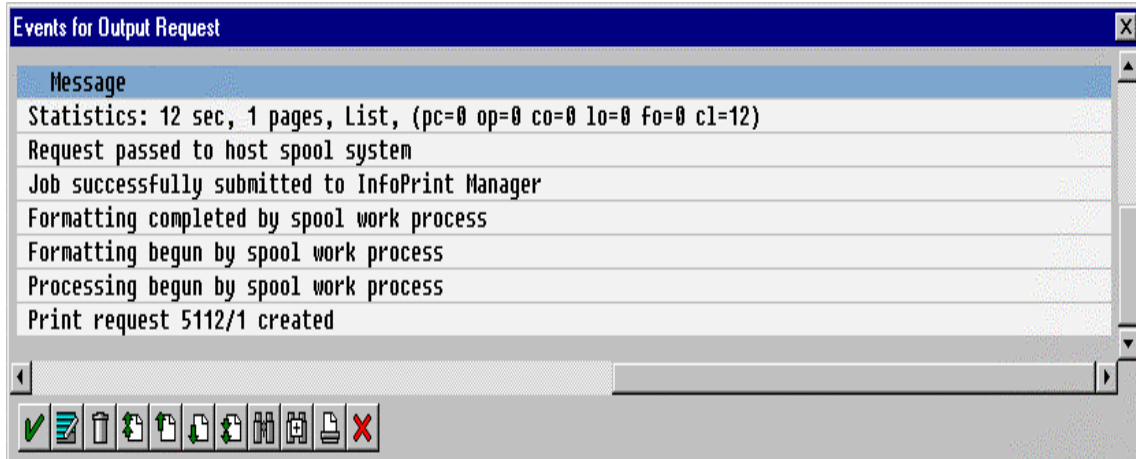 Events for Output Request
Message
Statistics: 12 sec, 1 pages, List, (pc=0 op=0 co=0 lo=0 fo=0 cl=12)
Request passed to host spool system
Job successfully submitted to InfoPrint Manager
Formatting completed by spool work process
Formatting begun by spool work process
Processing begun by spool work process
Print request 5112/1 created